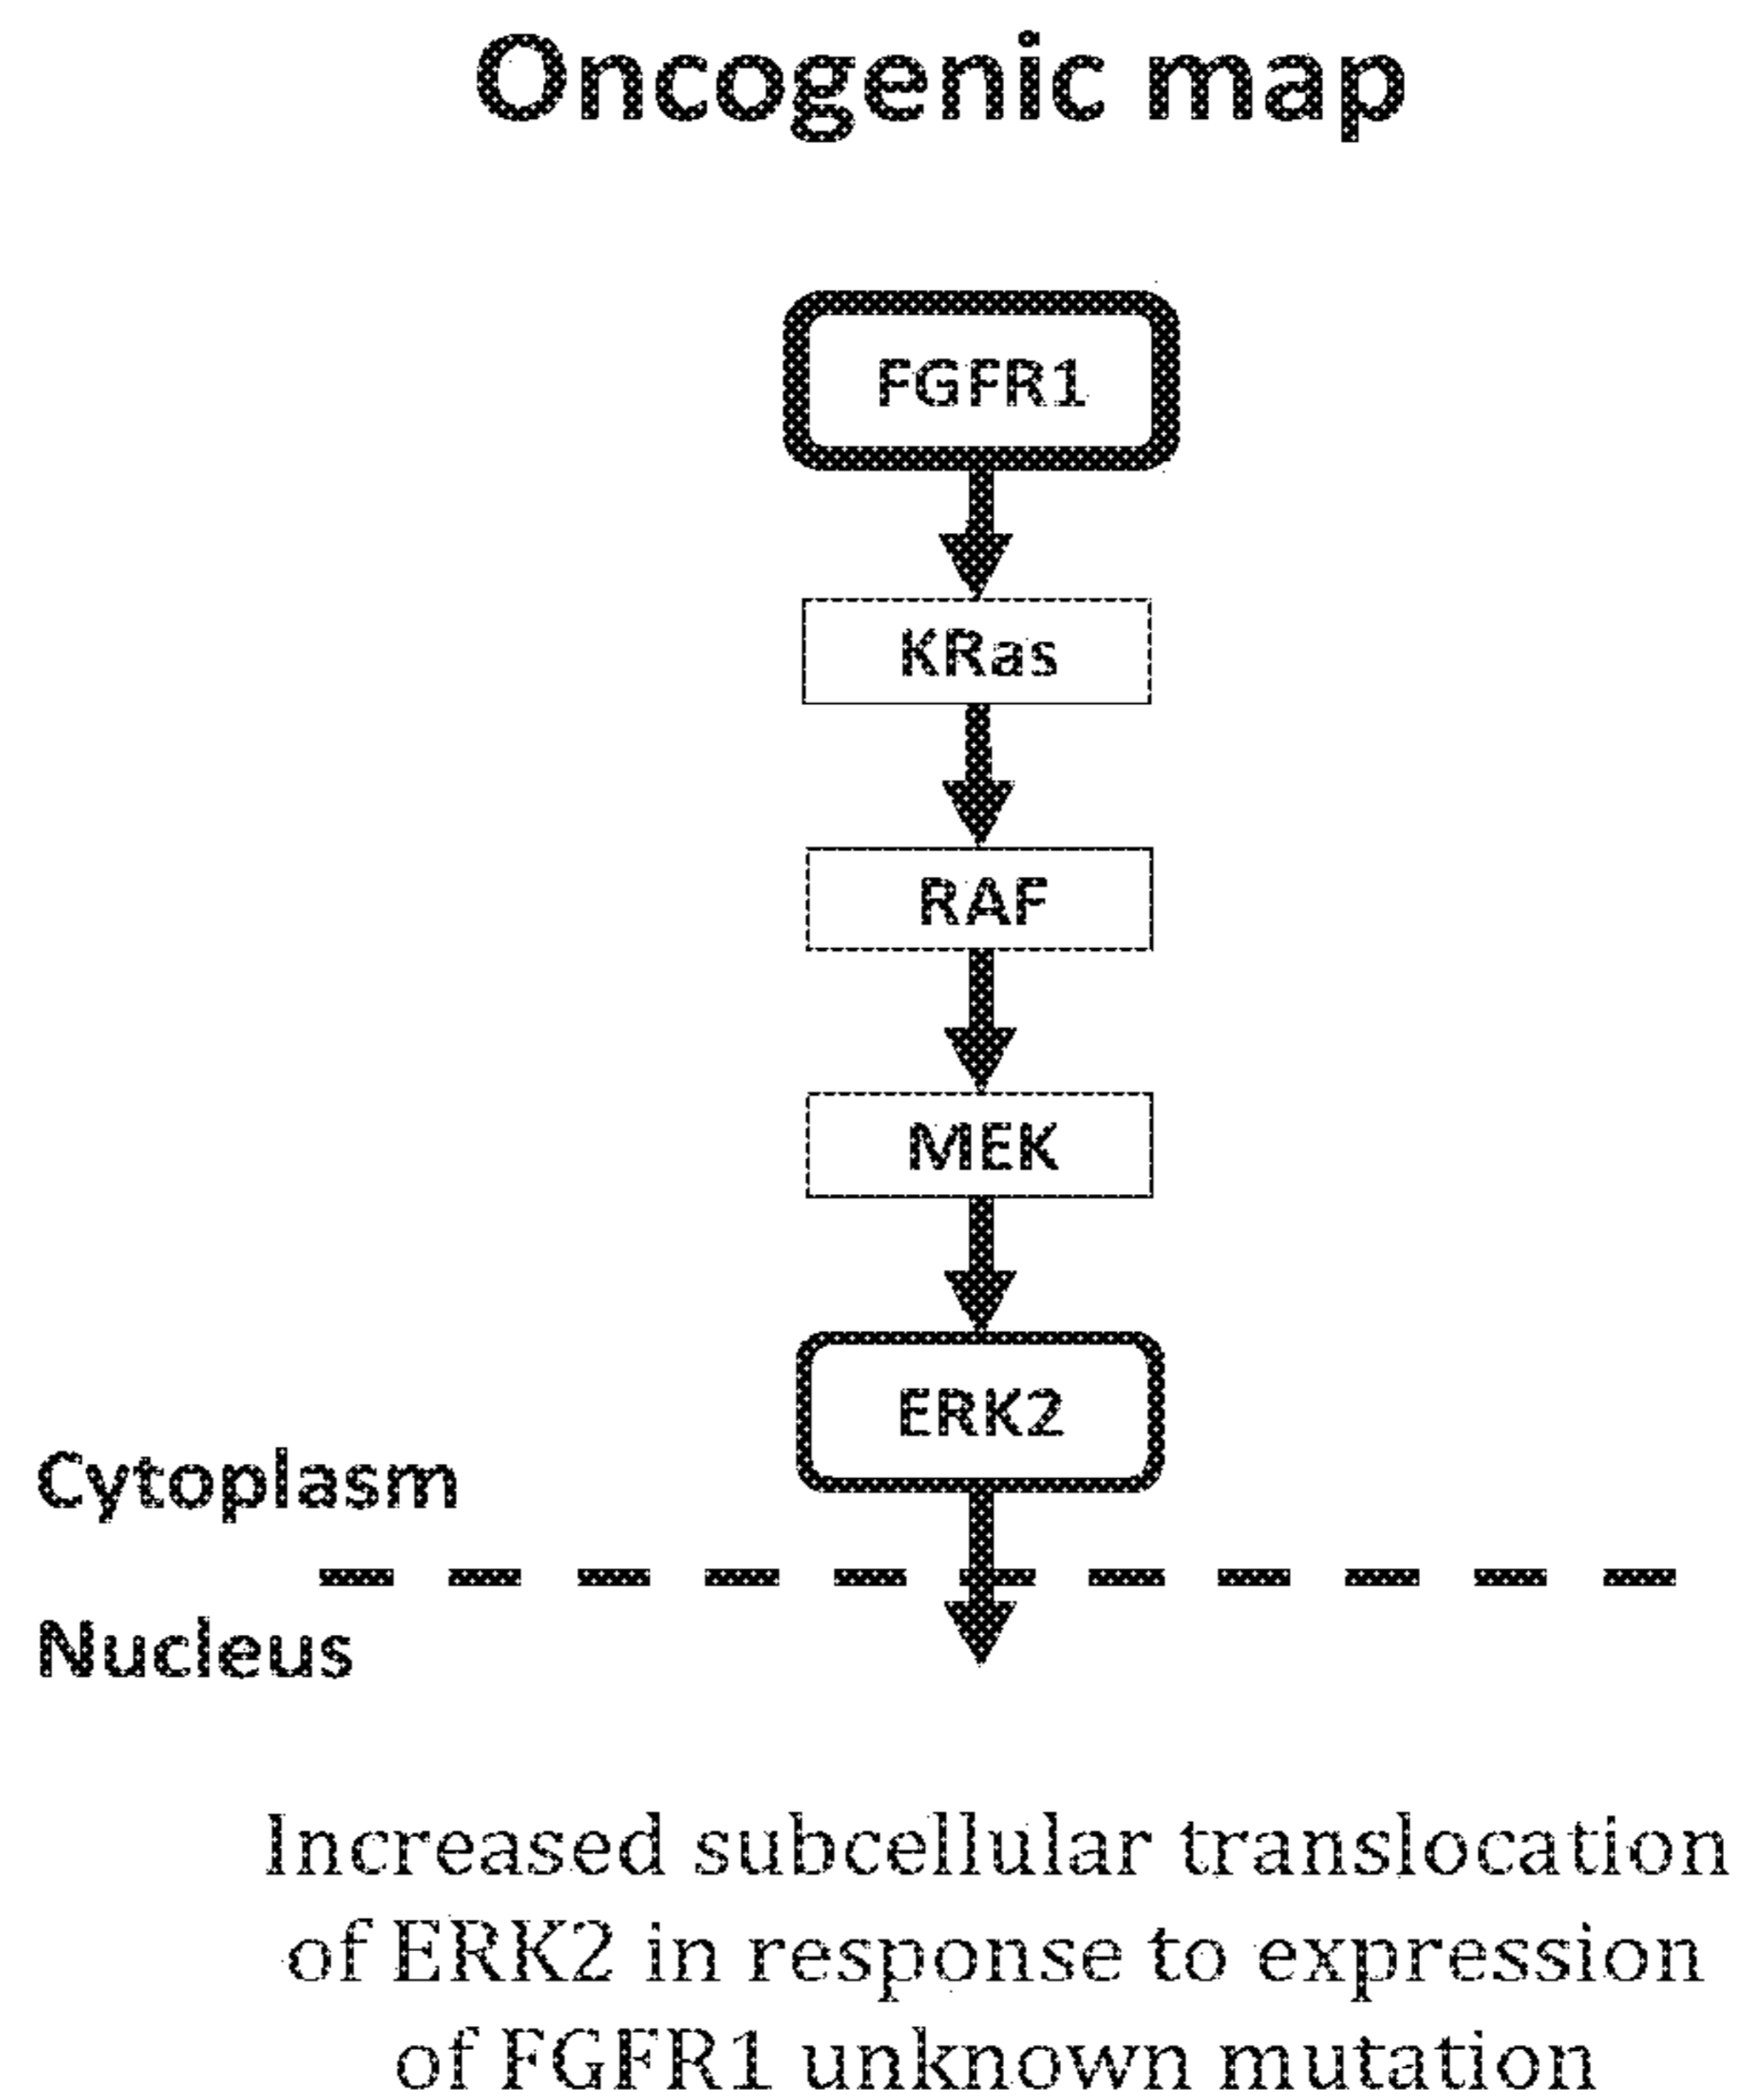 Oncogenic map
FGFR1
KRas
RAF
MEK
ERK2
Cytoplasm
Nucleus
Increased subcellular translocation
of ERK2 in response to expression
of FGFR1 unknown mutation